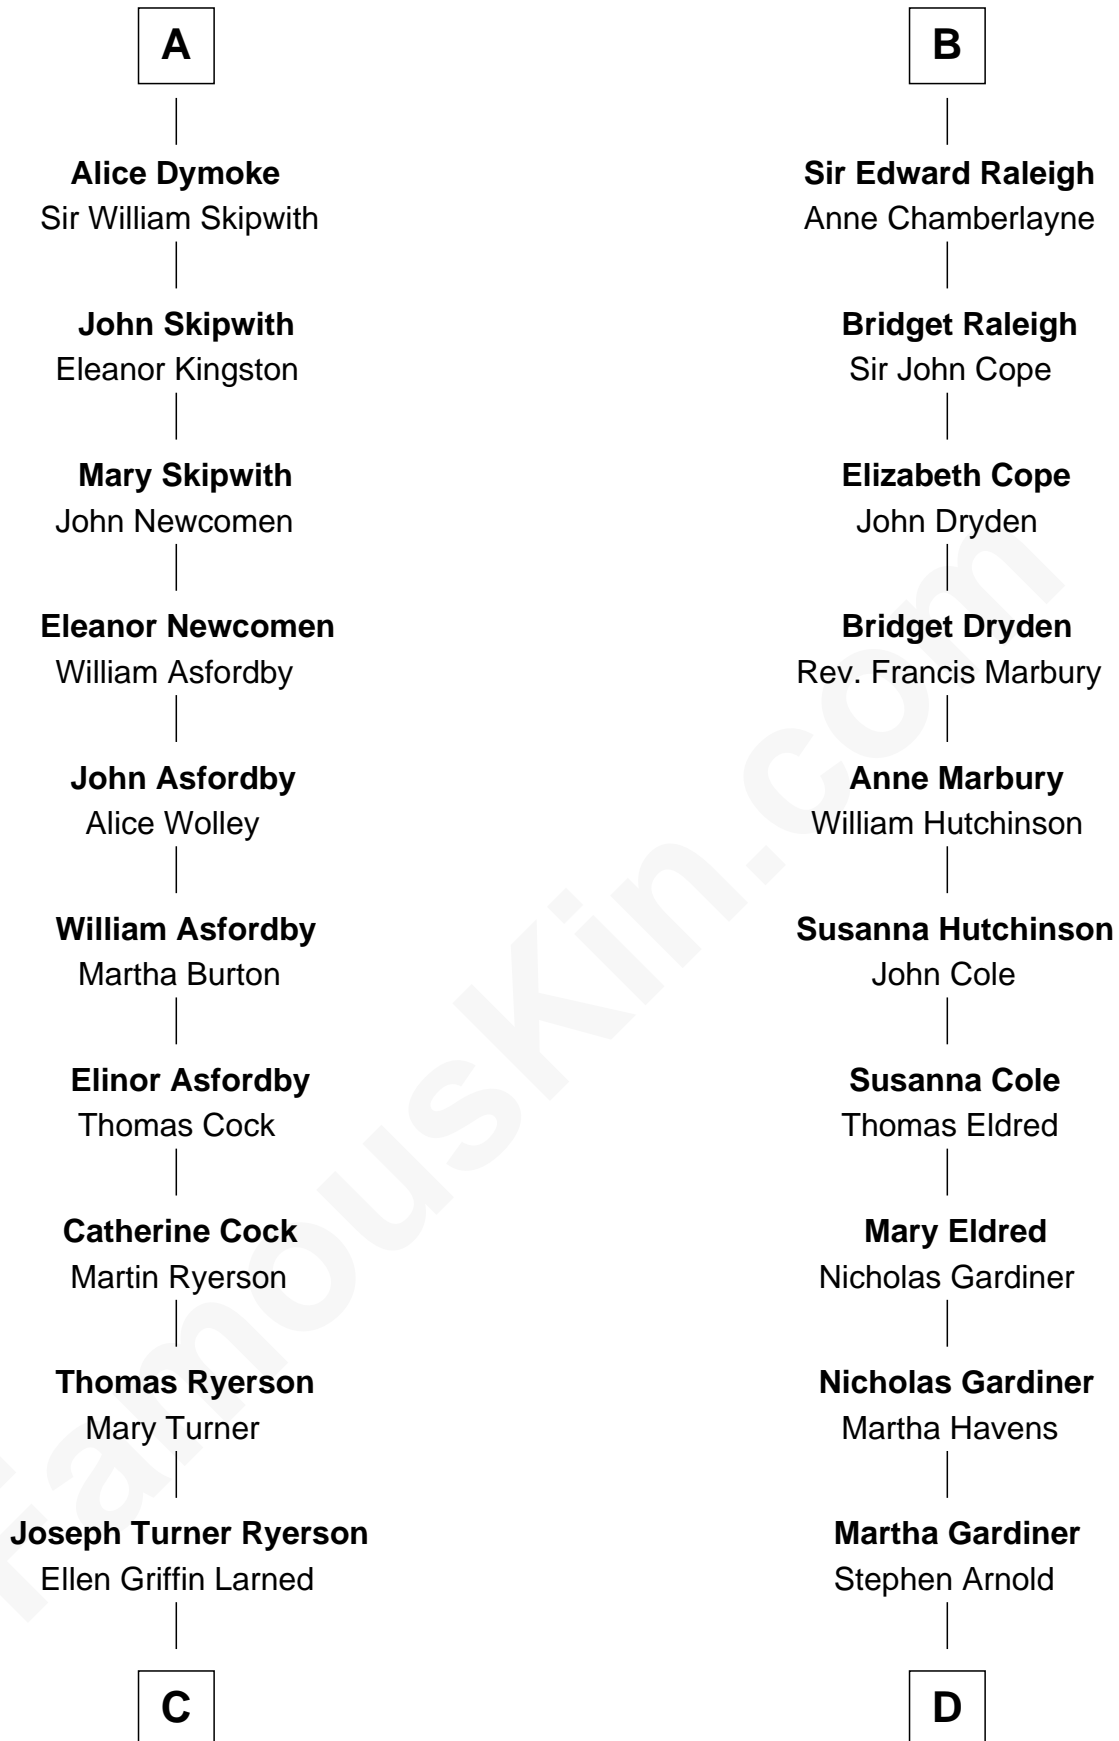 A
Alice Dymoke
Sir William Skipwith
John Skipwith
Eleanor Kingston
Mary Skipwith
John Newcomen
Eleanor Newcomen
William Asfordby
John Asfordby
Alice Wolley
William Asfordby
Martha Burton
Elinor Asfordby
Thomas Cock
Catherine Cock
Martin Ryerson
Thomas Ryerson
Mary Turner
Joseph Turner Ryerson
Ellen Griffin Larned
C
B
Sir Edward Raleigh
Anne Chamberlayne
Bridget Raleigh
Sir John Cope
Elizabeth Cope
John Dryden
Bridget Dryden
Rev. Francis Marbury
Anne Marbury
William Hutchinson
Susanna Hutchinson
John Cole
Susanna Cole
Thomas Eldred
Mary Eldred
Nicholas Gardiner
Nicholas Gardiner
Martha Havens
Martha Gardiner
Stephen Arnold
D
FamousKin.com